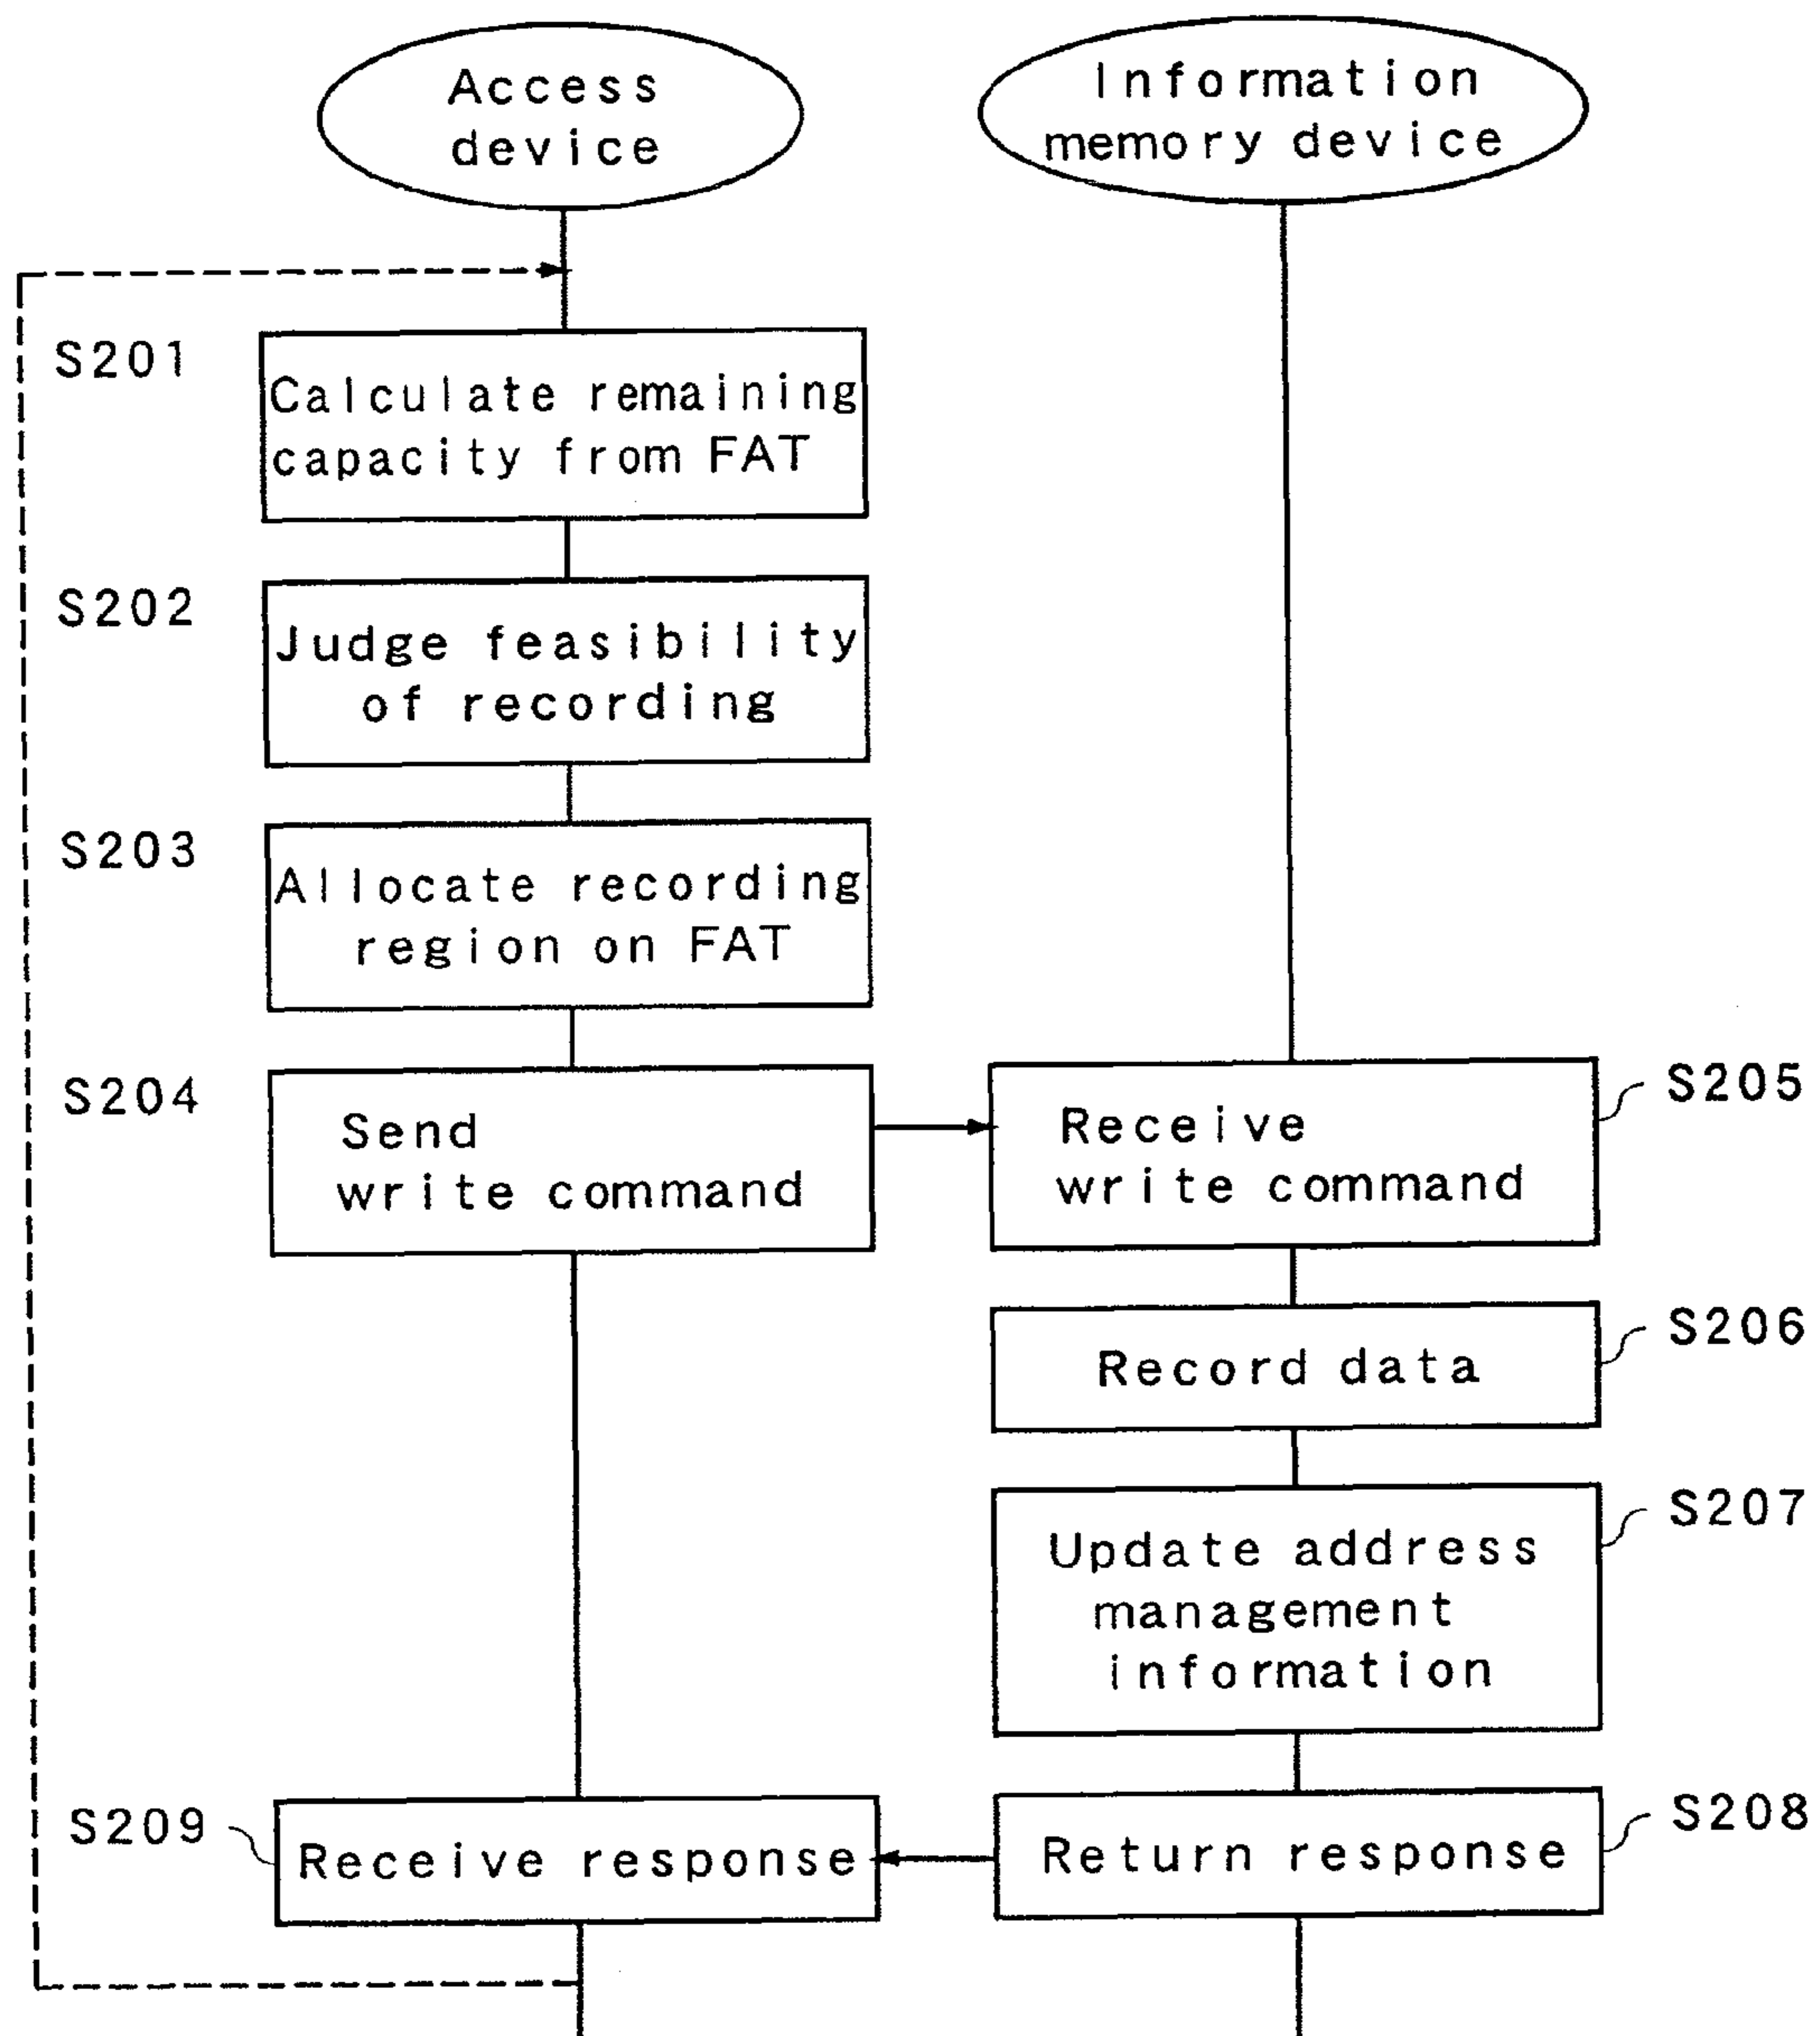 Access
device
Information
memory device
S201
Calculate remaining
capacity from FAT
S202
Judge feasibility
of recording
S203
Allocate recording
region on FAT
S204
Send
write command
S205
Receive
write command
S206
Record data
S207
Update address
management
information
S209
Receive response
S208
Return response